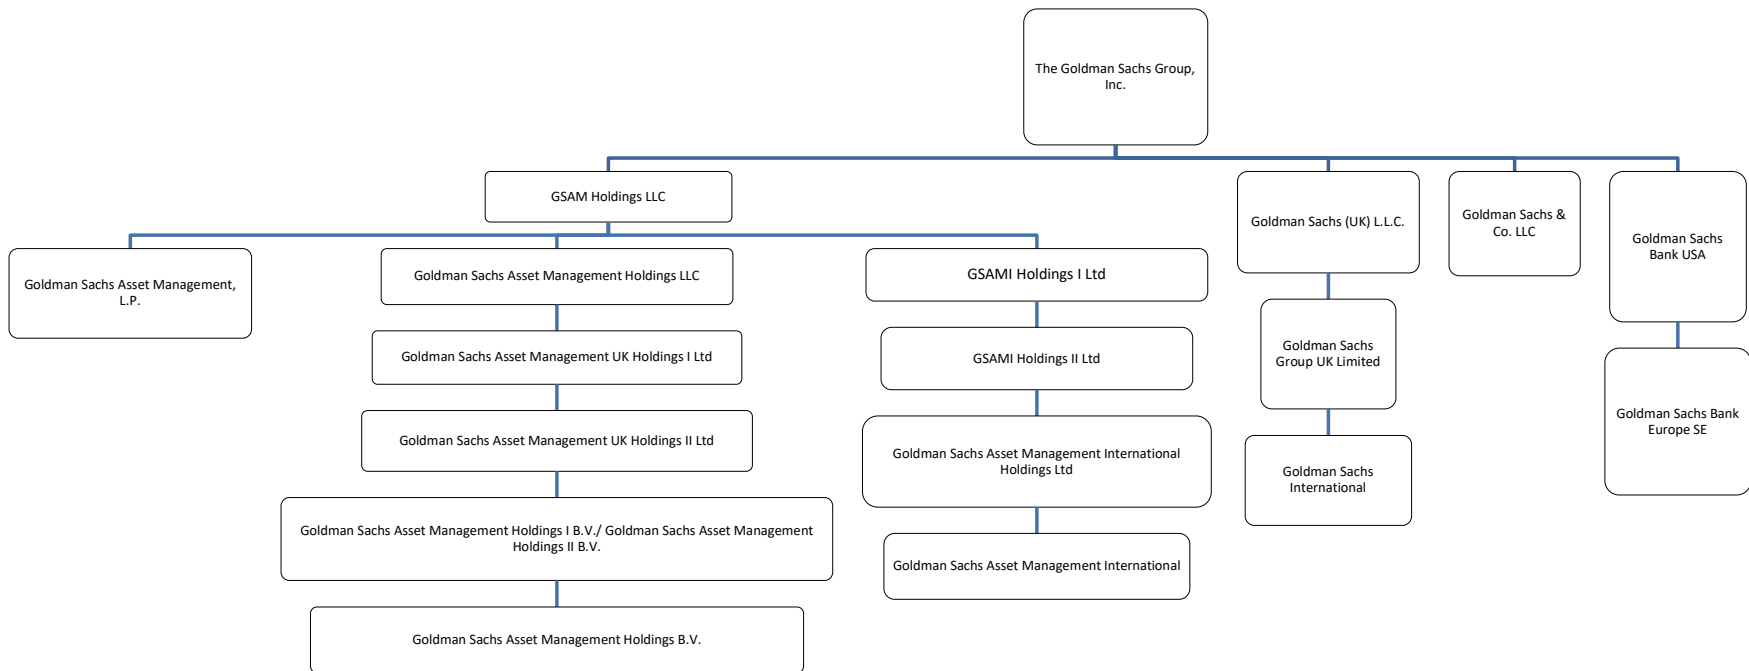 The Goldman Sachs Group,
Inc.
GSAM Holdings LLC
Goldman Sachs (UK) L.L.C.
Goldman Sachs &
Co. LLC
Goldman Sachs
Bank USA
Goldman Sachs Asset Management,
L.P.
Goldman Sachs Asset Management Holdings LLC
GSAMI Holdings I Ltd
Goldman Sachs Asset Management UK Holdings I Ltd
GSAMI Holdings II Ltd
Goldman Sachs
Group UK Limited
Goldman Sachs Bank
Europe SE
Goldman Sachs Asset Management UK Holdings II Ltd
Goldman Sachs Asset Management International
Holdings Ltd
Goldman Sachs
International
Goldman Sachs Asset Management Holdings I B.V./ Goldman Sachs Asset Management
Holdings II B.V.
Goldman Sachs Asset Management International
Goldman Sachs Asset Management Holdings B.V.